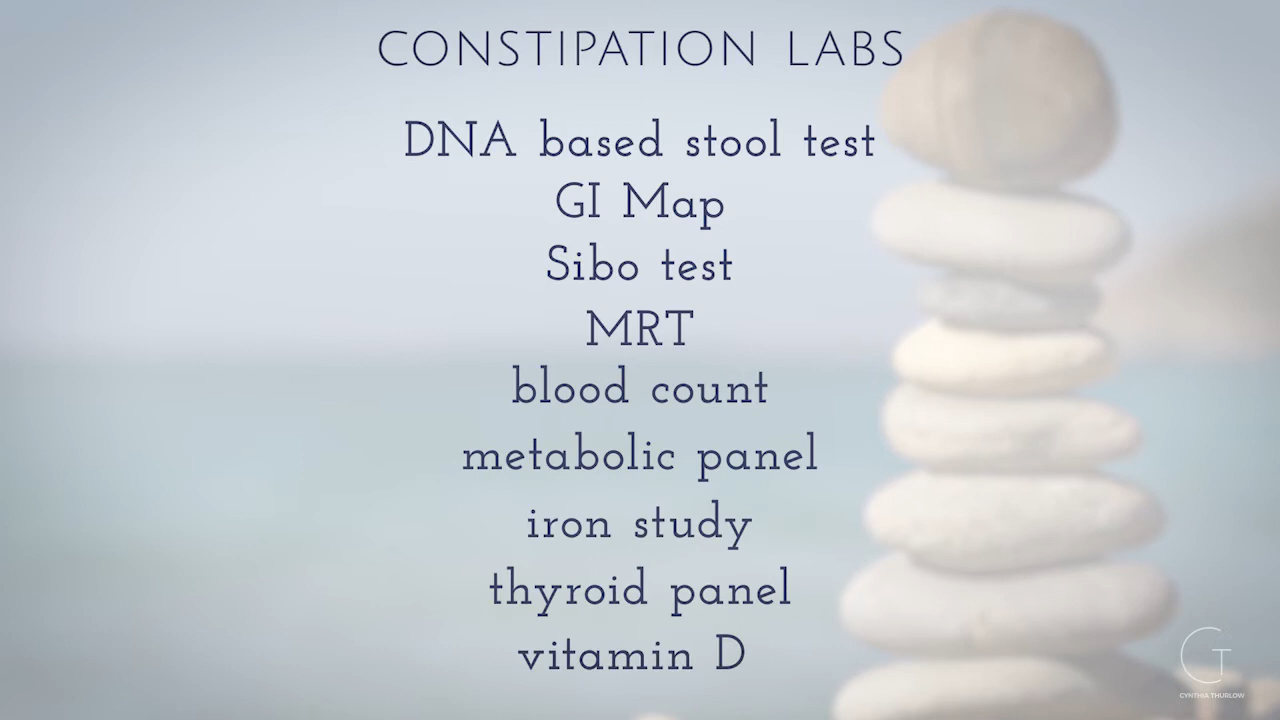 CONSTIPATION LABS
DNA based stool test
GI Map
Sibo test
MRT
blood count
metabolic panel
iron study
thyroid panel
vitamin D
CT
CYNTHIA THURLOW